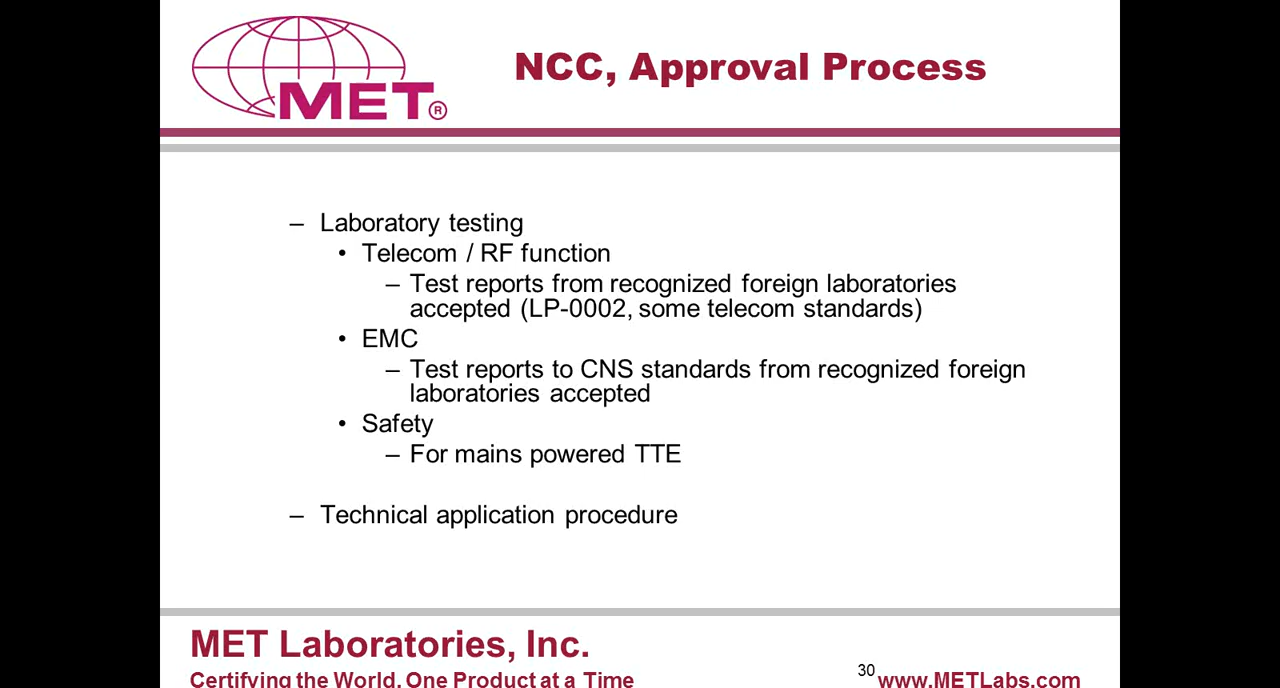 MET®
NCC, Approval Process
– Laboratory testing
• Telecom / RF function
– Test reports from recognized foreign laboratories
accepted (LP-0002, some telecom standards)
• EMC
– Test reports to CNS standards from recognized foreign
laboratories accepted
• Safety
– For mains powered TTE
– Technical application procedure
MET Laboratories, Inc.
Certifying the World, One Product at a Time
30
www.METLabs.com